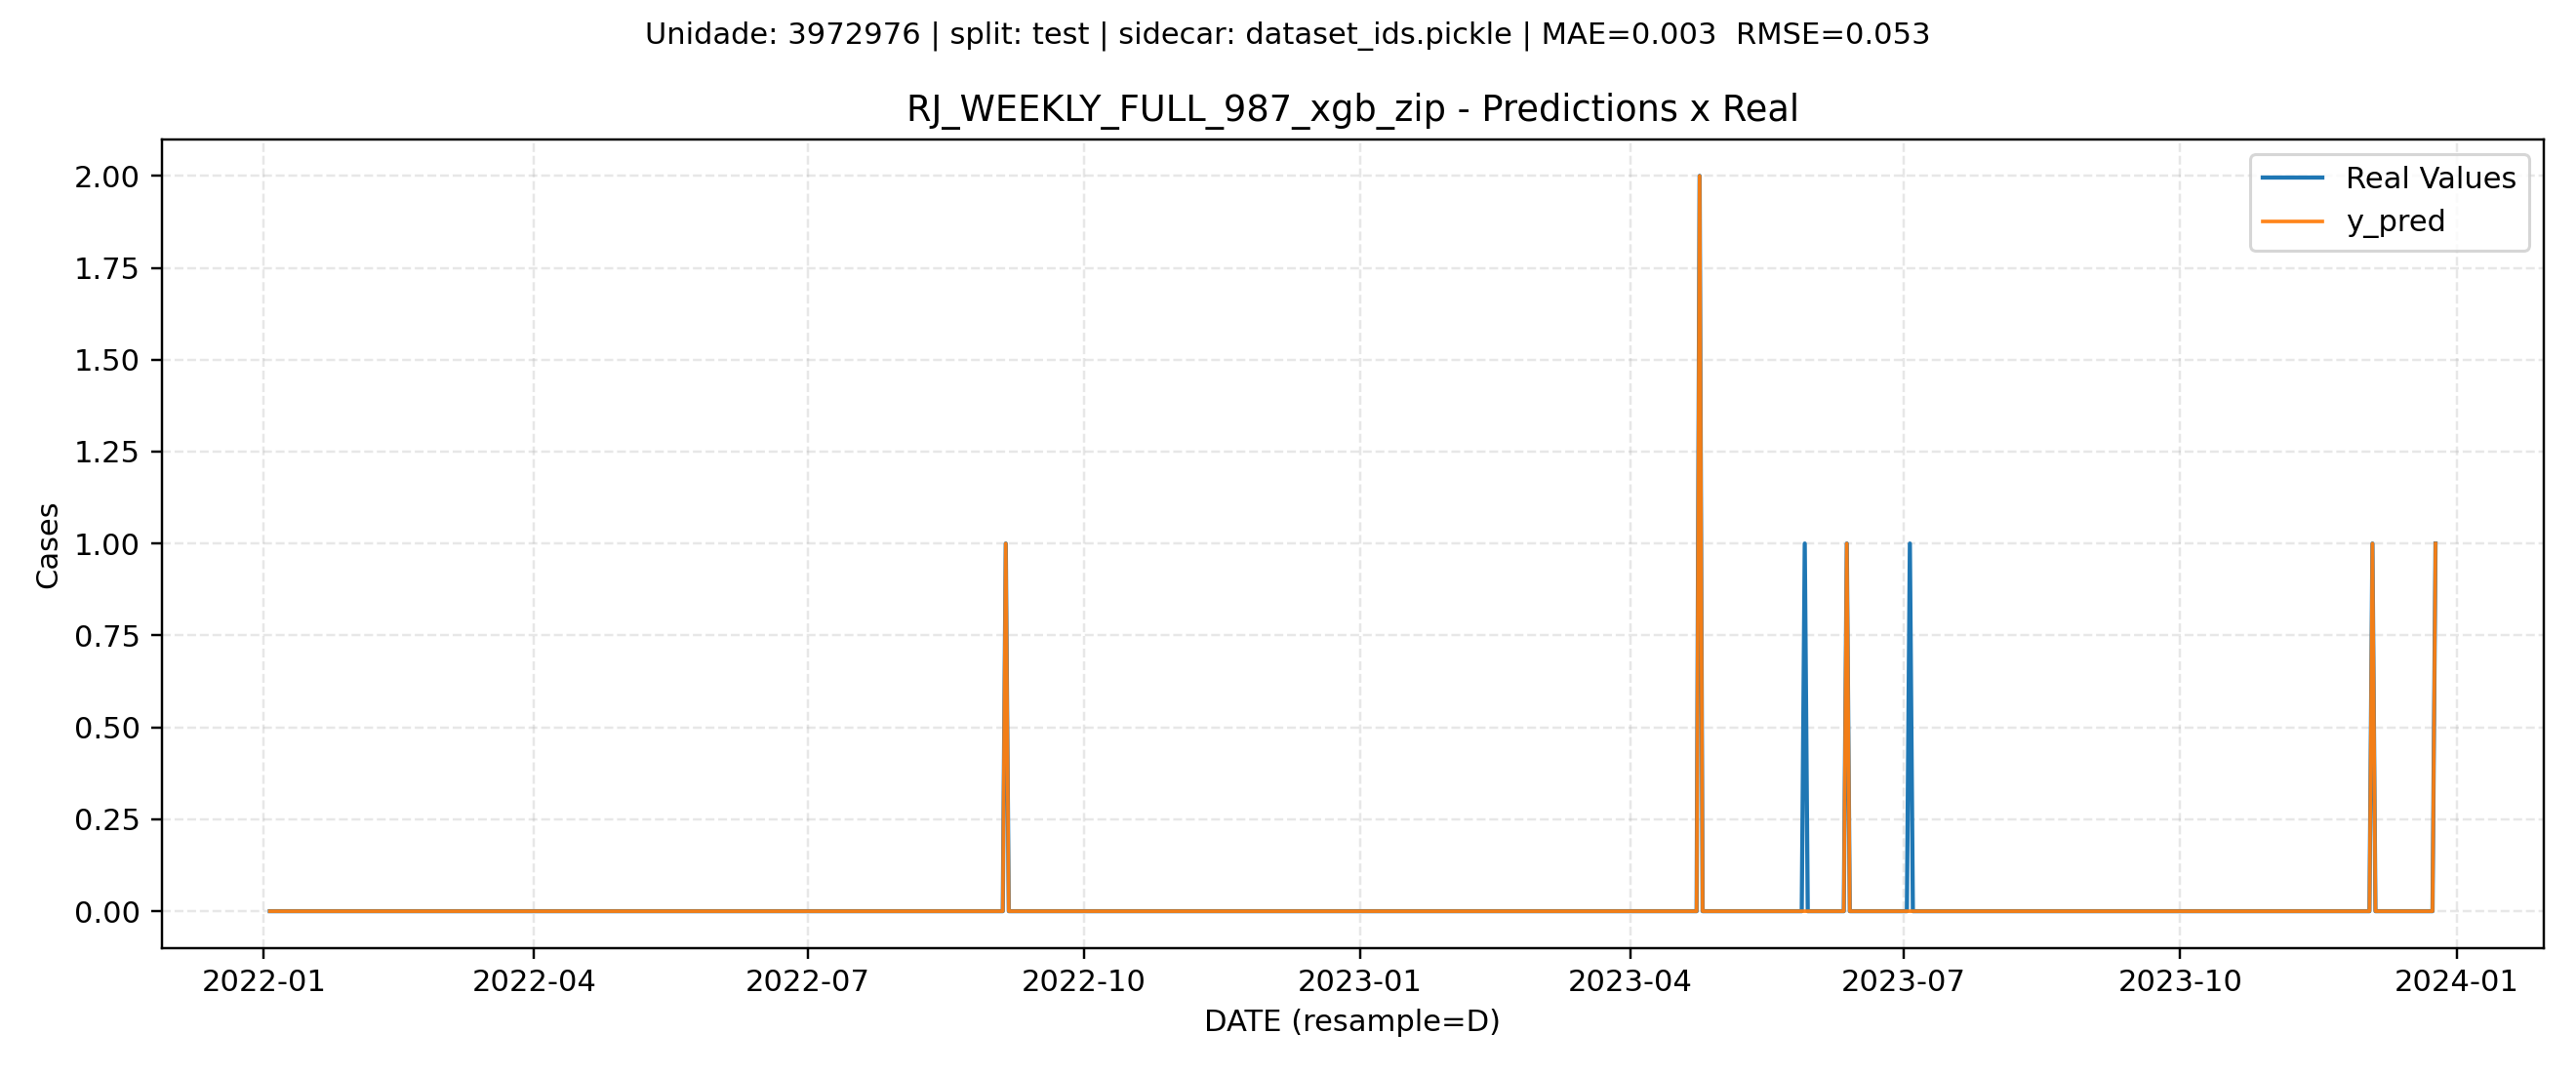 Unidade: 3972976 | split: test | sidecar: dataset_ids.pickle | MAE=0.003  RMSE=0.053
RJ_WEEKLY_FULL_987_xgb_zip - Predictions x Real
Real Values
y_pred
Cases
2.00
1.75
1.50
1.25
1.00
0.75
0.50
0.25
0.00
2022-01 2022-04 2022-07 2022-10 2023-01 2023-04 2023-07 2023-10 2024-01
DATE (resample=D)